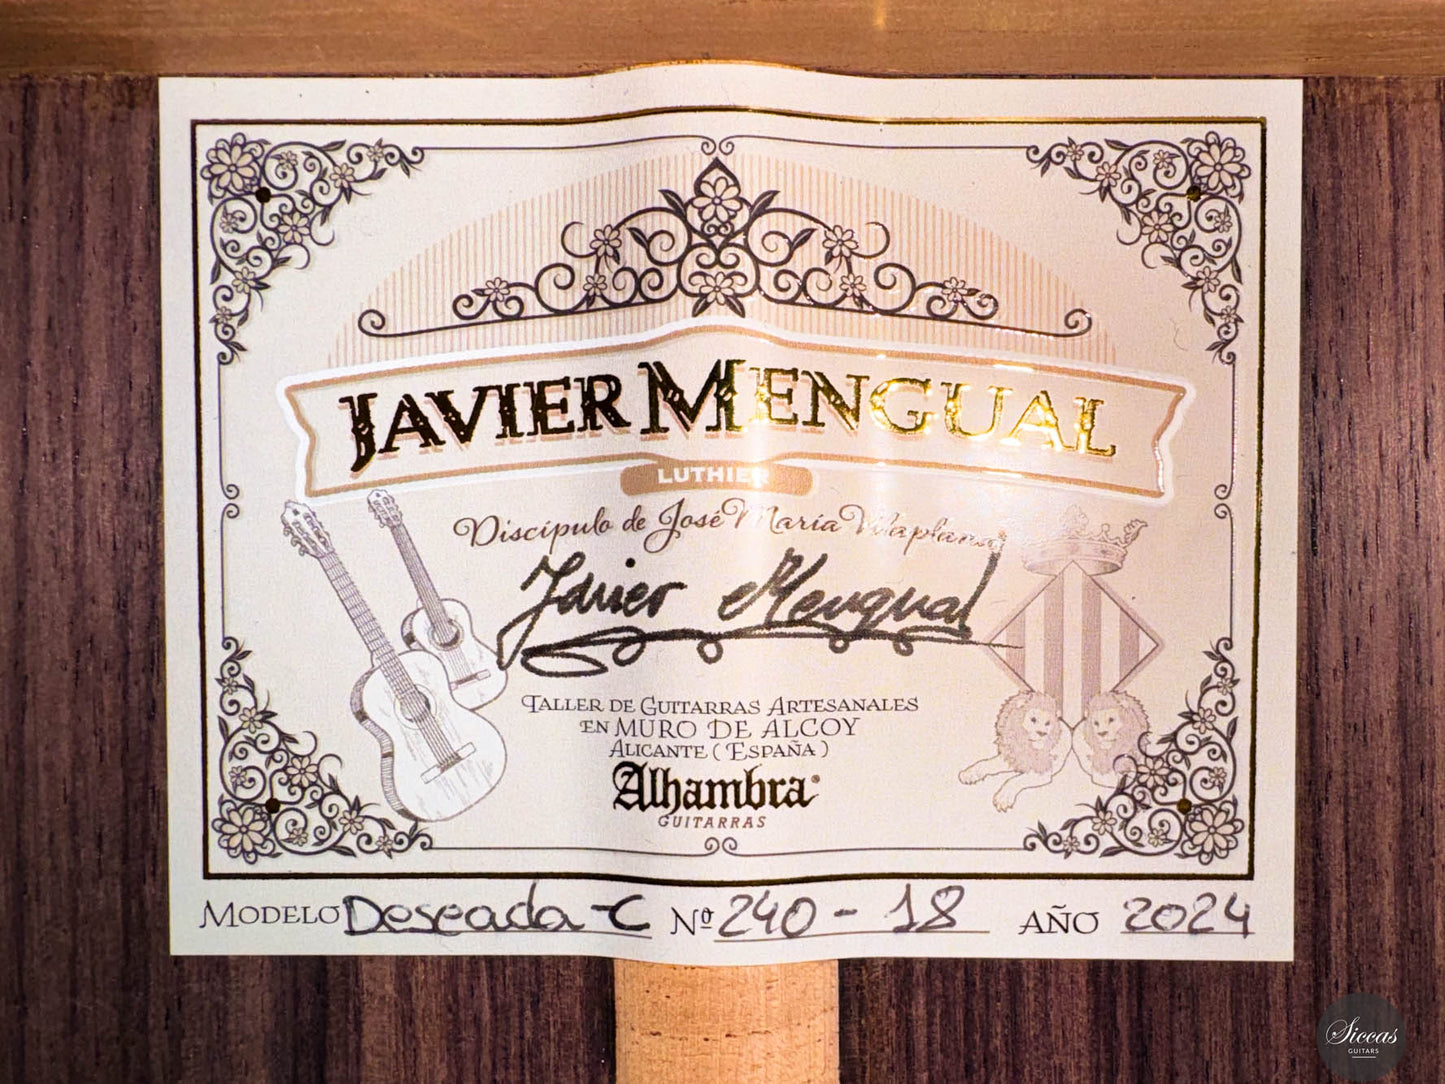 JAVIER MENGUAL
LUTHIER
Discípulo de José María Vilaplana
Javier Mengual
TALLER DE GUITARRAS ARTESANALES
EN MURO DE ALCOY
ALICANTE (ESPAÑA)
Alhambra®
GUITARRAS
MODELO Deseada-C Nº 240-18 AÑO 2024
Siccas
GUITARS